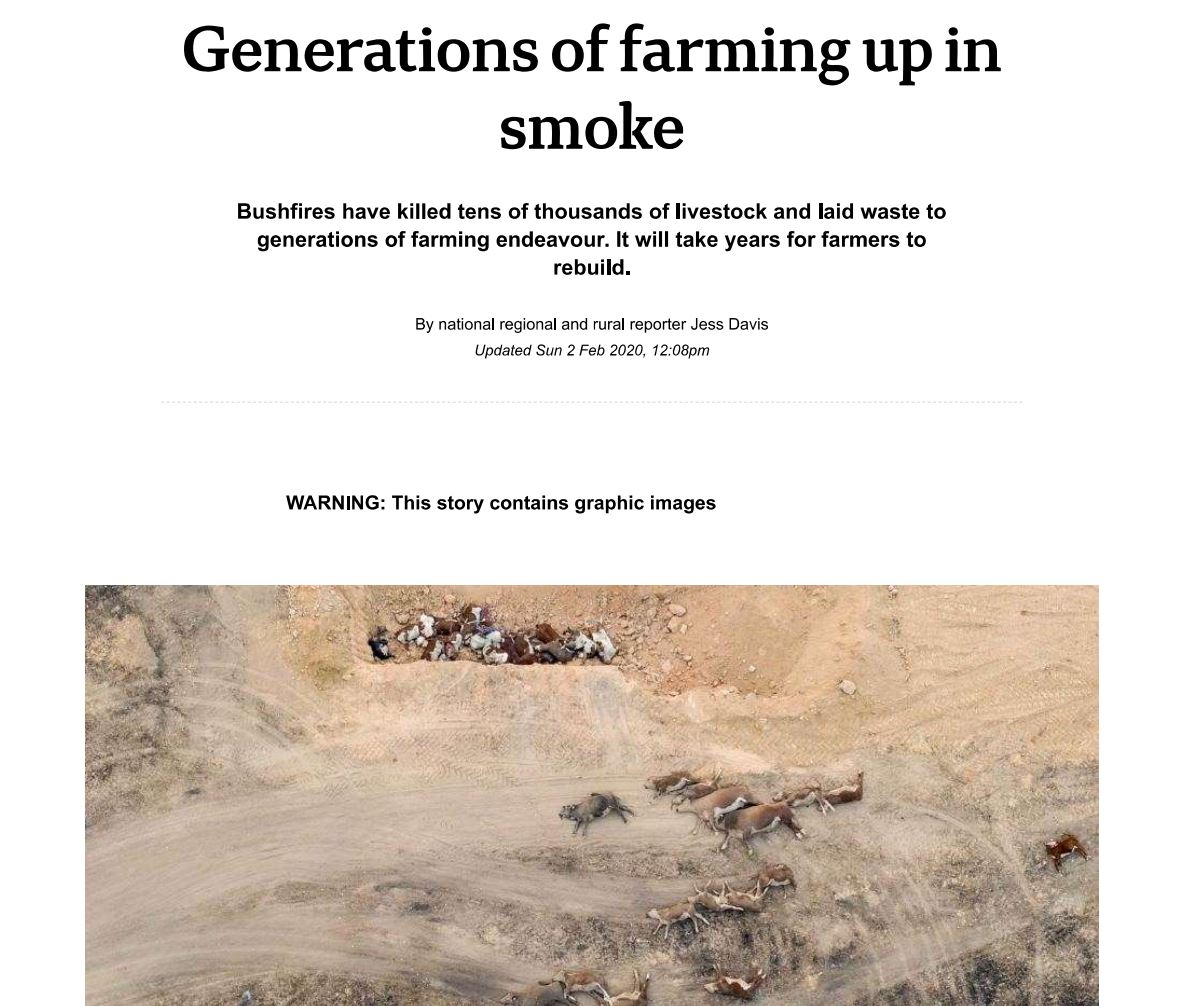 Generations of farming up in
smoke
Bushfires have killed tens of thousands of livestock and laid waste to
generations of farming endeavour. It will take years for farmers to
rebuild.
By national regional and rural reporter Jess Davis
Updated Sun 2 Feb 2020, 12:08pm
WARNING: This story contains graphic images